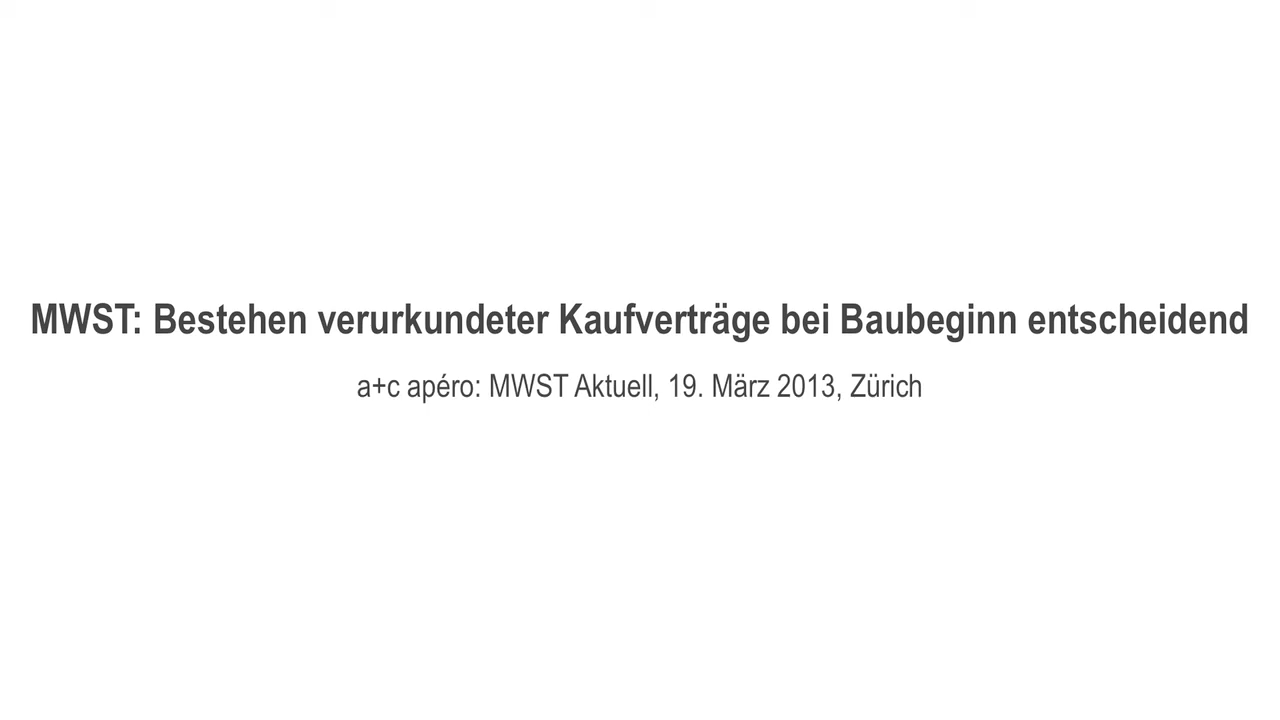 MWST: Bestehen verurkundeter Kaufverträge bei Baubeginn entscheidend
a+c apéro: MWST Aktuell, 19. März 2013, Zürich